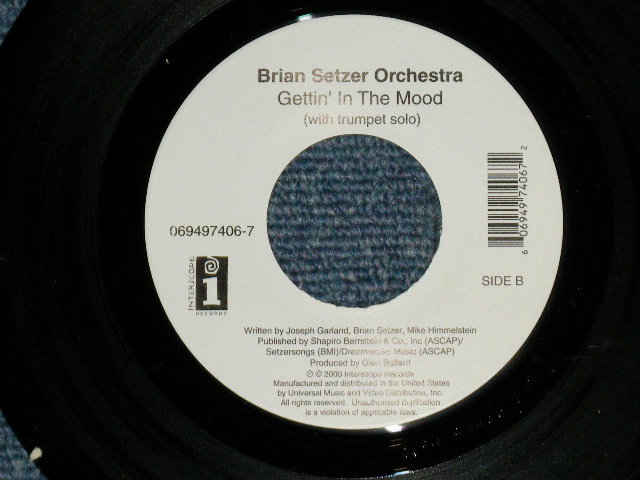 Brian Setzer Orchestra
Gettin' In The Mood
(with trumpet solo)
069497406-7
6 06949 74067 2
INTERSCOPE
i
RECORDS
SIDE B
Written by Joseph Garland, Brian Setzer, Mike Himmelstein
Published by Shapiro Bernstein & Co., Inc (ASCAP)/
Setzersongs (BMI)/Dreamworks Music (ASCAP)
Produced by Glen Ballard
℗ © 2000 Interscope Records
Manufactured and distributed in the United States
by Universal Music and Video Distribution, Inc.
All rights reserved. Unauthorized duplication
is a violation of applicable laws.